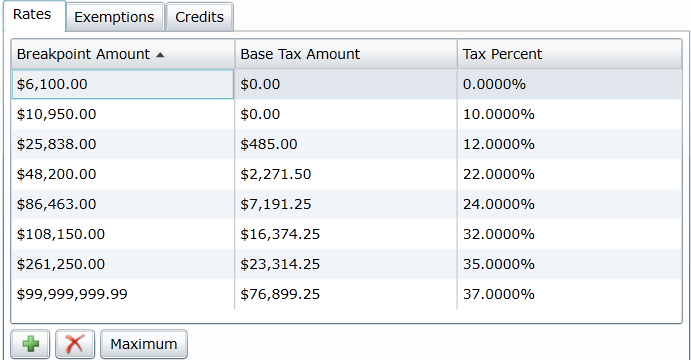 Rates Exemptions Credits
Breakpoint Amount Base Tax Amount Tax Percent
$6,100.00 $0.00 0.0000%
$10,950.00 $0.00 10.0000%
$25,838.00 $485.00 12.0000%
$48,200.00 $2,271.50 22.0000%
$86,463.00 $7,191.25 24.0000%
$108,150.00 $16,374.25 32.0000%
$261,250.00 $23,314.25 35.0000%
$99,999,999.99 $76,899.25 37.0000%
Maximum